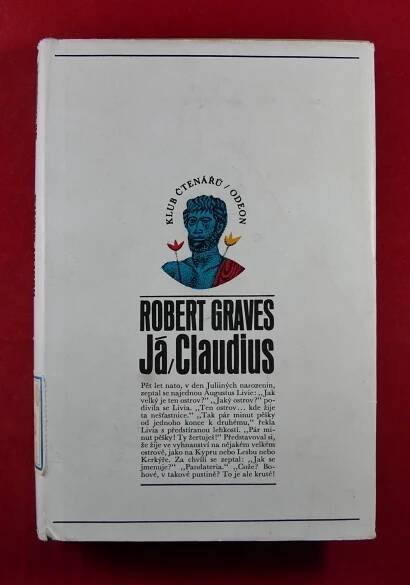 KLUB ČTENÁŘŮ / ODEON
ROBERT GRAVES
Já/Claudius
Pět let nato, v den Juliiných narozenin,
zeptal se najednou Augustus Livie: „Jak
velký je ten ostrov?“ „Jaký ostrov?“ po-
divila se Livia. „Ten ostrov... kde žije
ta nešťastnice.“ „Tak pár minut pěšky
od jednoho konce k druhému,“ řekla
Livia s předstíranou lehkostí. „Pár mi-
nut pěšky! Ty žertuješ?“ Představoval si,
že žije ve vyhnanství na nějakém velkém
ostrově, jako na Kypru nebo Lesbu nebo
Kerkýře. Za chvíli se zeptal: „Jak se
jmenuje?“ „Pandateria.“ „Cože? Bo-
hové, v takové pustině? To je ale kruté!